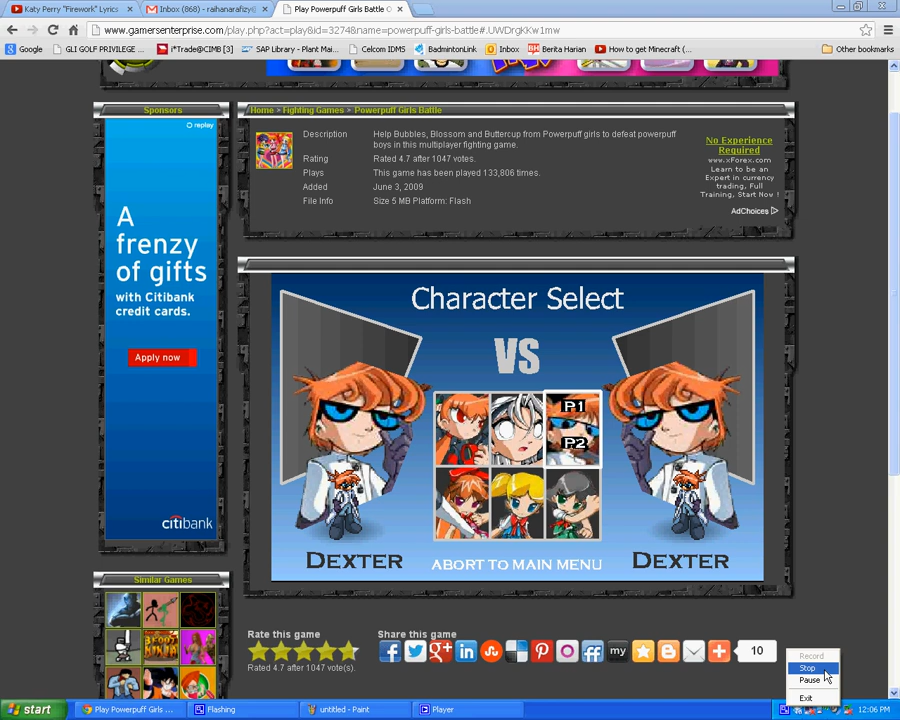 Katy Perry "Firework" Lyrics
Inbox (868) - raihanarafizy@
Play Powerpuff Girls Battle O
www.gamersenterprise.com/play.php?act=play&id=3274&name=powerpuff-girls-battle#.UWDrgKKw1mw
Google
GLI GOLF PRIVILEGE ...
i*Trade@CIMB [3]
SAP Library - Plant Mai...
Celcom IDMS
BadmintonLink
Inbox
Berita Harian
How to get Minecraft (...
Other bookmarks
Sponsors
replay
A
frenzy
of gifts
with Citibank
credit cards.
Apply now
citibank
Home > Fighting Games > Powerpuff Girls Battle
Description
Help Bubbles, Blossom and Buttercup from Powerpuff girls to defeat powerpuff
boys in this multiplayer fighting game.
Rating
Rated 4.7 after 1047 votes.
Plays
This game has been played 133,806 times.
Added
June 3, 2009
File Info
Size 5 MB Platform: Flash
No Experience
Required
www.xForex.com
Learn to be an
Expert in currency
trading, Full
Training, Start Now !
AdChoices
Character Select
VS
P1
P2
DEXTER
ABORT TO MAIN MENU
DEXTER
Similar Games
Rate this game
Rated 4.7 after 1047 vote(s).
Share this game
my
10
Record
Stop
Pause
Exit
start
Play Powerpuff Girls ...
Flashing
untitled - Paint
Player
12:06 PM